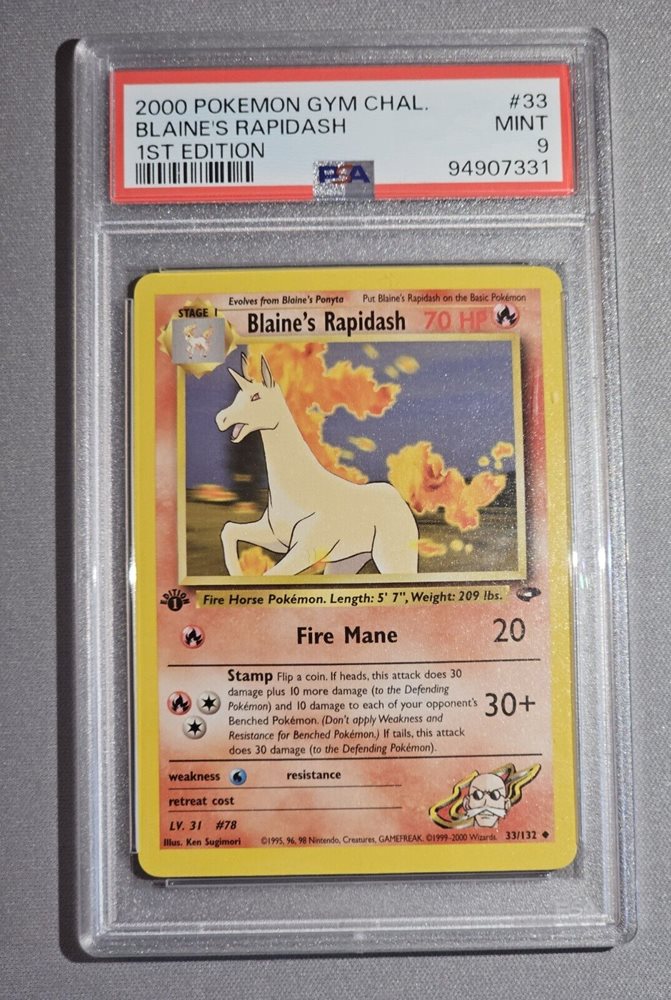 2000 POKEMON GYM CHAL. #33
BLAINE'S RAPIDASH MINT
1ST EDITION 9
PSA 94907331
Evolves from Blaine's Ponyta Put Blaine's Rapidash on the Basic Pokémon
STAGE 1
Blaine's Rapidash 70 HP
EDITION 1
Fire Horse Pokémon. Length: 5' 7", Weight: 209 lbs.
Fire Mane 20
Stamp Flip a coin. If heads, this attack does 30
damage plus 10 more damage (to the Defending
Pokémon) and 10 damage to each of your opponent's
Benched Pokémon. (Don't apply Weakness and
Resistance for Benched Pokémon.) If tails, this attack
does 30 damage (to the Defending Pokémon).
30+
weakness resistance
retreat cost
LV. 31 #78
Illus. Ken Sugimori ©1995, 96, 98 Nintendo, Creatures, GAMEFREAK. ©1999-2000 Wizards. 33/132